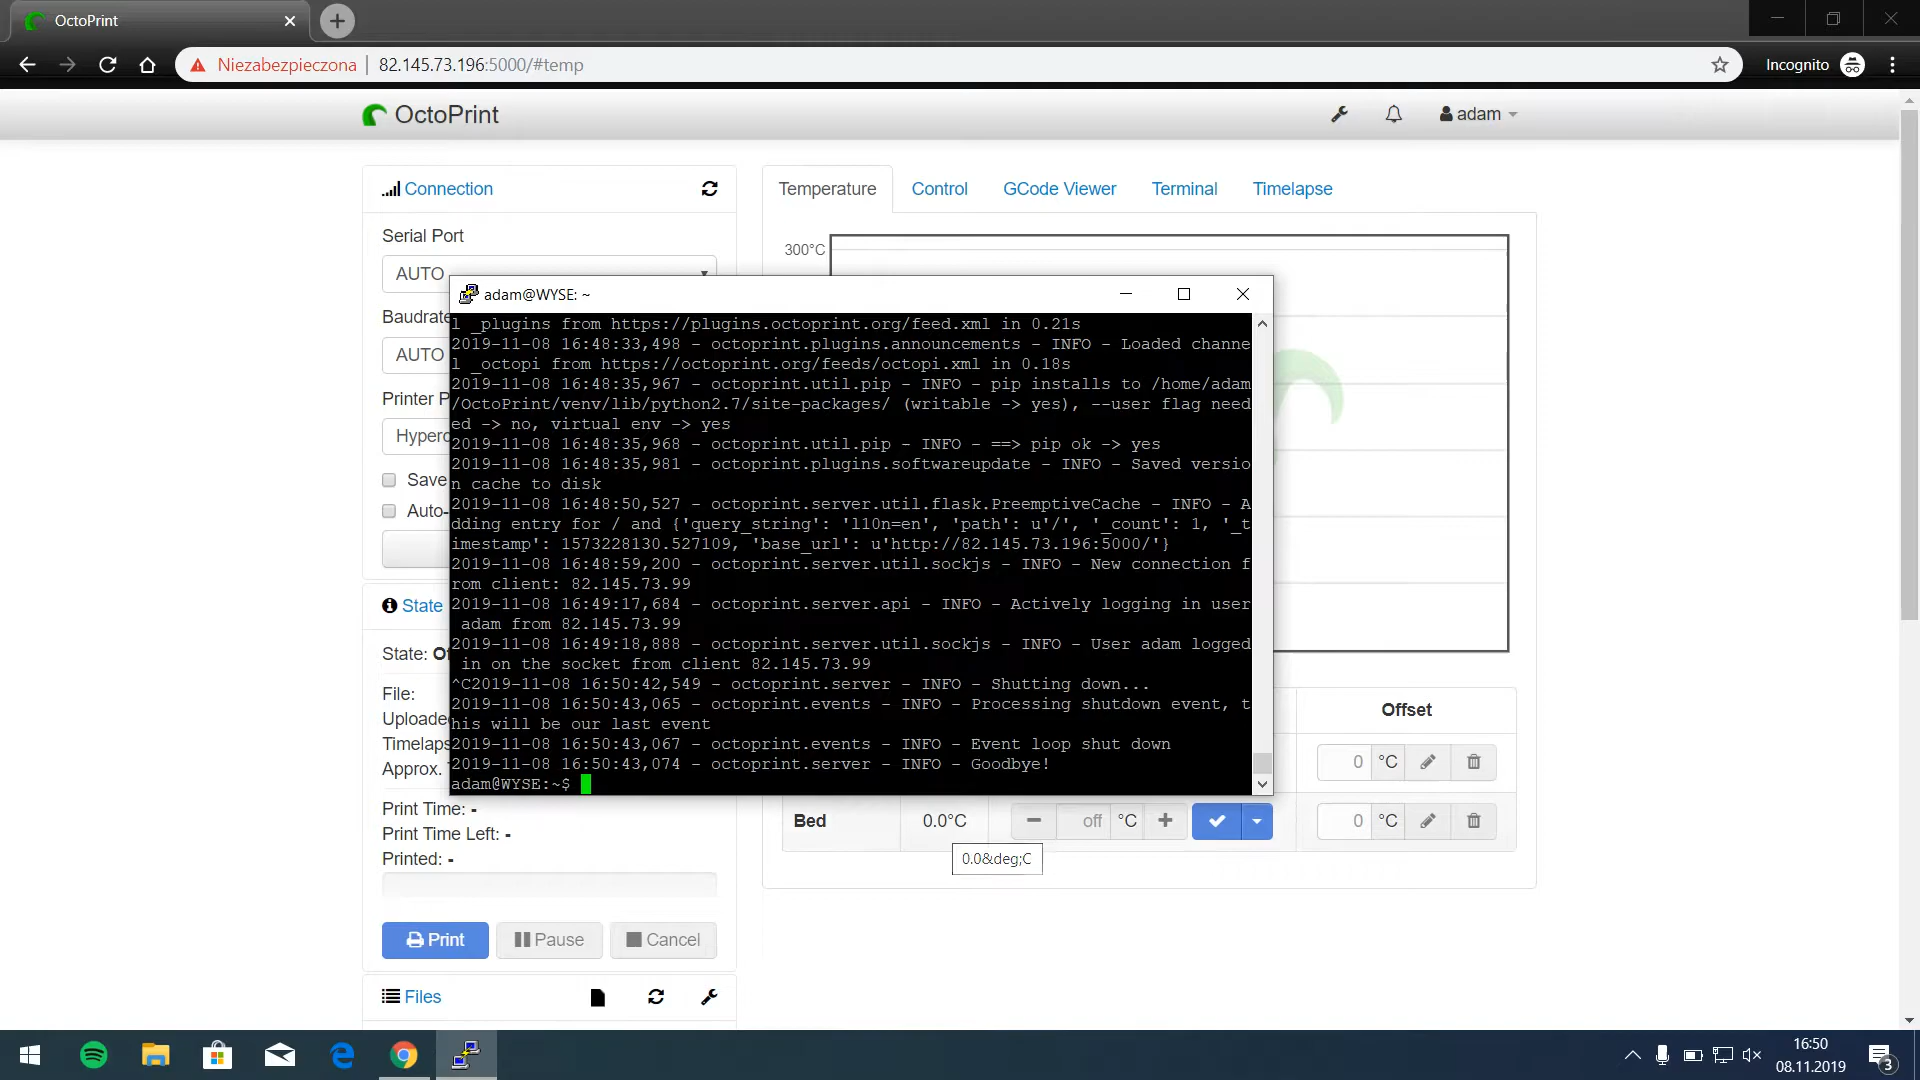 OctoPrint
Niezabezpieczona
82.145.73.196:5000/#temp
Incognito
OctoPrint
adam
Connection
Temperature
Control
GCode Viewer
Terminal
Timelapse
Serial Port
AUTO
300°C
adam@WYSE: ~
Baudrate
AUTO
Printer P
Hyperc
Save
Auto-
l _plugins from https://plugins.octoprint.org/feed.xml in 0.21s
2019-11-08 16:48:33,498 - octoprint.plugins.announcements - INFO - Loaded channe
l _octopi from https://octoprint.org/feeds/octopi.xml in 0.18s
2019-11-08 16:48:35,967 - octoprint.util.pip - INFO - pip installs to /home/adam
/OctoPrint/venv/lib/python2.7/site-packages/ (writable -> yes), --user flag need
ed -> no, virtual env -> yes
2019-11-08 16:48:35,968 - octoprint.util.pip - INFO - ==> pip ok -> yes
2019-11-08 16:48:35,981 - octoprint.plugins.softwareupdate - INFO - Saved versio
n cache to disk
2019-11-08 16:48:50,527 - octoprint.server.util.flask.PreemptiveCache - INFO - A
dding entry for / and {'query_string': 'l10n=en', 'path': u'/', '_count': 1, '_t
imestamp': 1573228130.527109, 'base_url': u'http://82.145.73.196:5000/'}
2019-11-08 16:48:59,200 - octoprint.server.util.sockjs - INFO - New connection f
rom client: 82.145.73.99
2019-11-08 16:49:17,684 - octoprint.server.api - INFO - Actively logging in user
 adam from 82.145.73.99
2019-11-08 16:49:18,888 - octoprint.server.util.sockjs - INFO - User adam logged
 in on the socket from client 82.145.73.99
^C2019-11-08 16:50:42,549 - octoprint.server - INFO - Shutting down...
2019-11-08 16:50:43,065 - octoprint.events - INFO - Processing shutdown event, t
his will be our last event
2019-11-08 16:50:43,067 - octoprint.events - INFO - Event loop shut down
2019-11-08 16:50:43,074 - octoprint.server - INFO - Goodbye!
adam@WYSE:~$
State
State: O
File:
Uploade
Timelaps
Approx.
Print Time: -
Print Time Left: -
Printed: -
Print
Pause
Cancel
Files
Offset
0 °C
Bed
0.0°C
off °C
0 °C
0.0&deg;C
16:50
08.11.2019
3